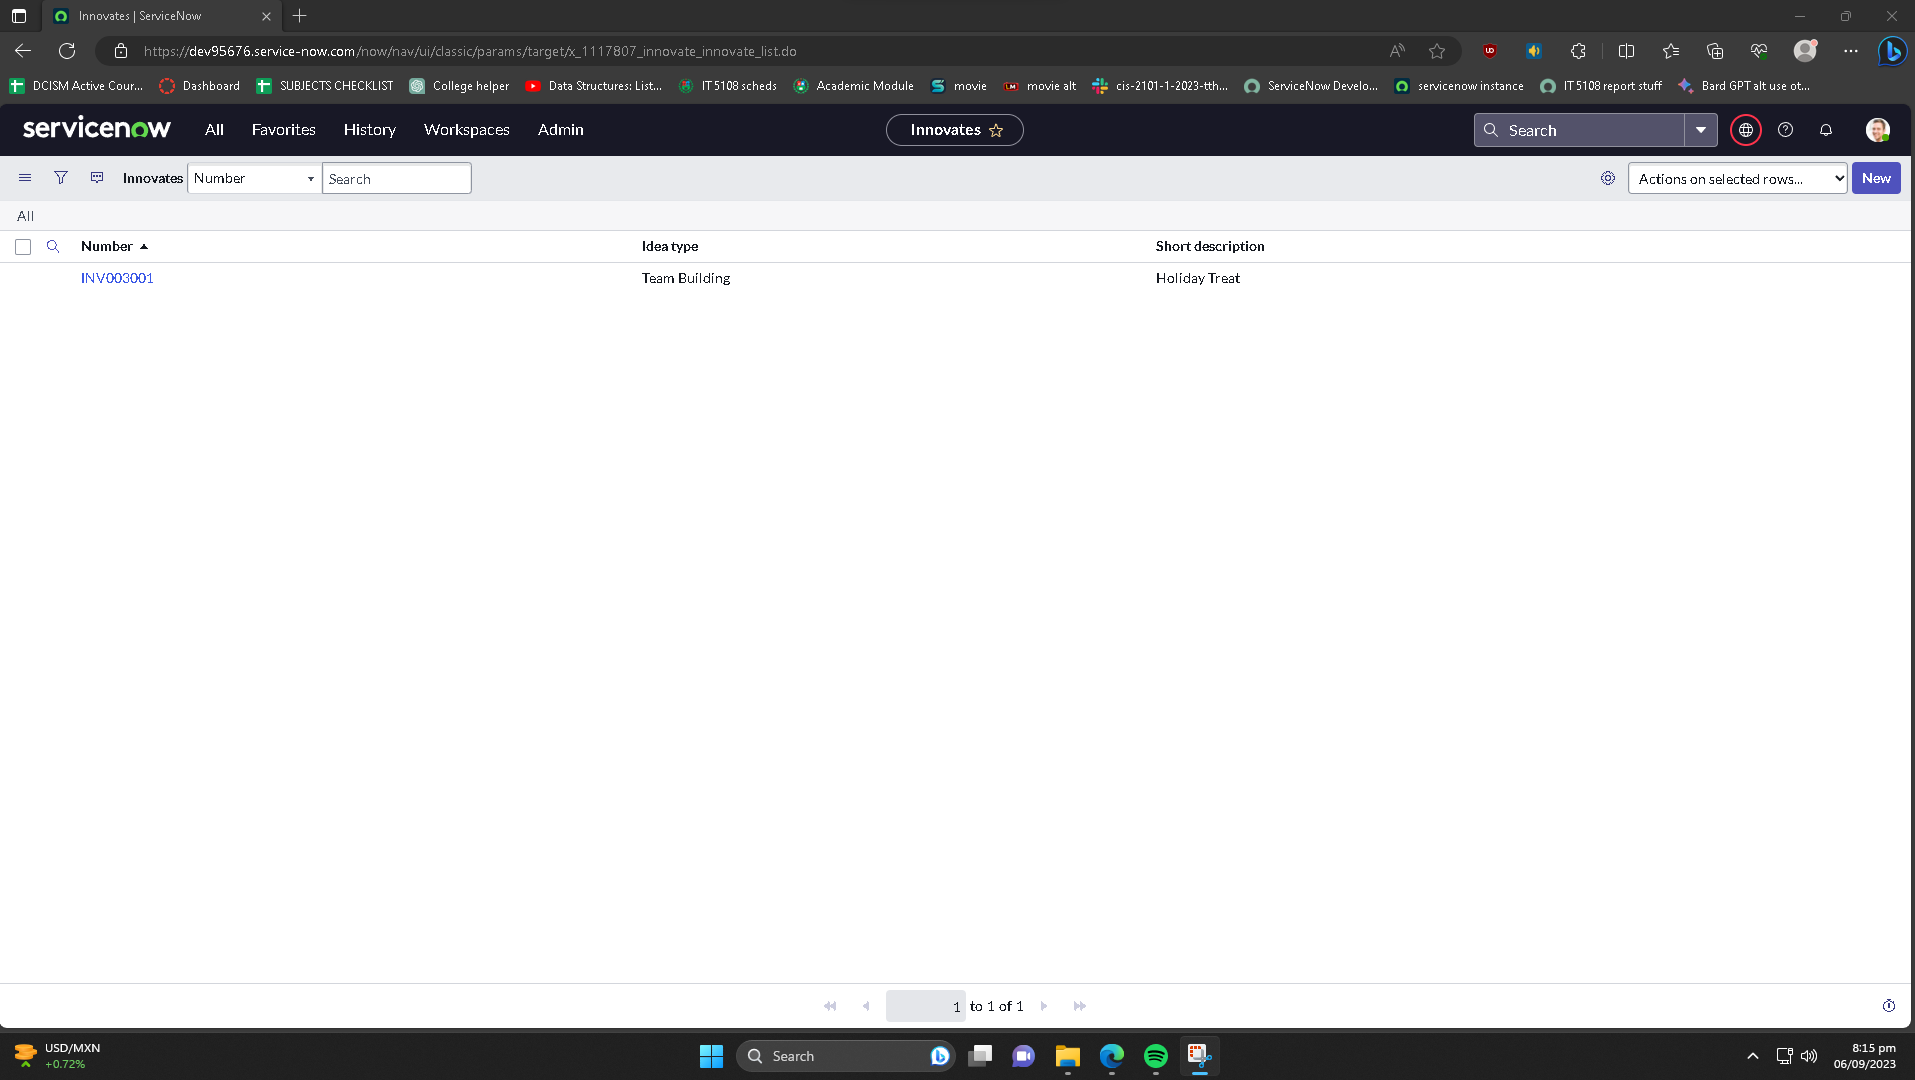 Innovates | ServiceNow
https://dev95676.service-now.com/now/nav/ui/classic/params/target/x_1117807_innovate_innovate_list.do
DCISM Active Cour... Dashboard SUBJECTS CHECKLIST College helper Data Structures: List... IT 5108 scheds Academic Module movie movie alt cis-2101-1-2023-tth... ServiceNow Develo... servicenow instance IT 5108 report stuff Bard GPT alt use ot...
servicenow All Favorites History Workspaces Admin Innovates Search
Innovates Number Search Actions on selected rows... New
All
Number Idea type Short description
INV003001 Team Building Holiday Treat
1 to 1 of 1
USD/MXN
+0.72%
Search
8:15 pm
06/09/2023